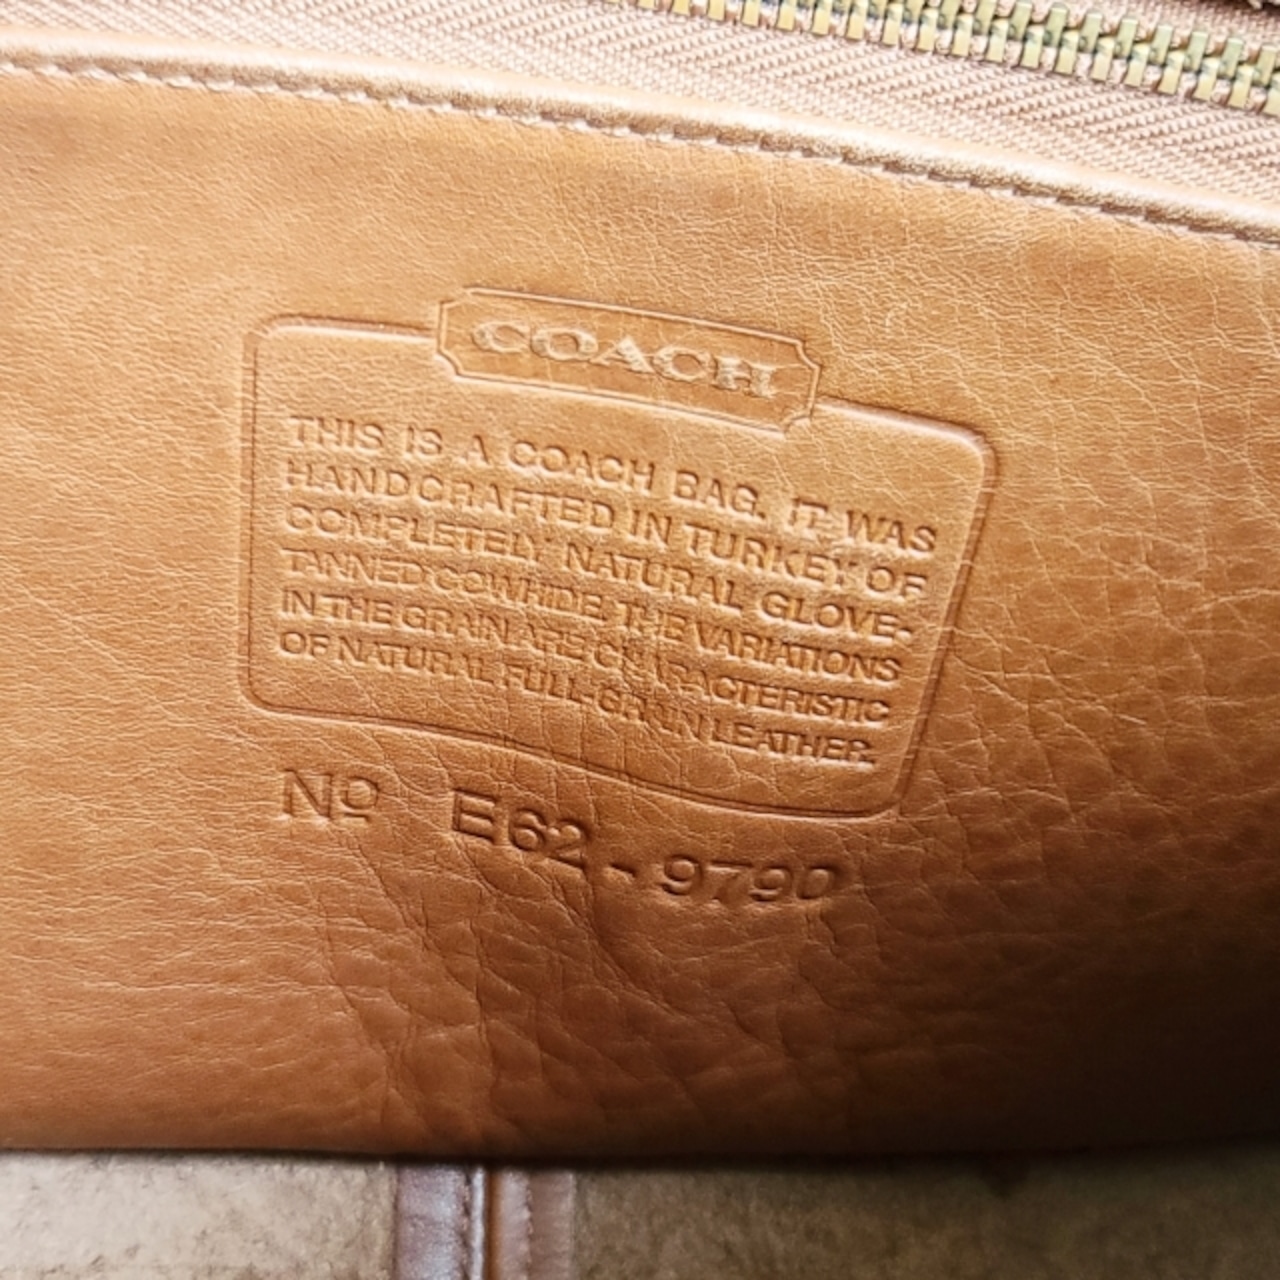 COACH
THIS IS A COACH BAG. IT WAS
HANDCRAFTED IN TURKEY OF
COMPLETELY NATURAL GLOVE-
TANNED COWHIDE. THE VARIATIONS
IN THE GRAIN ARE CHARACTERISTIC
OF NATURAL FULL-GRAIN LEATHER.
Nº E62-9790